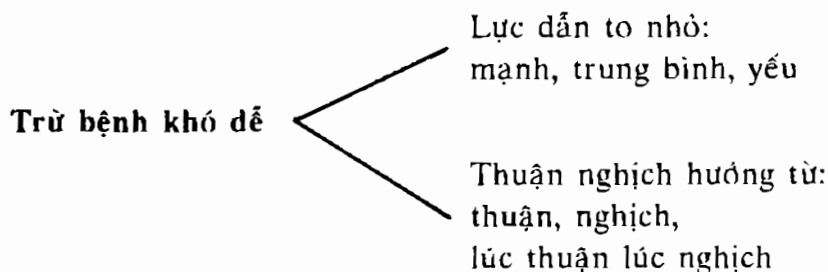 Lực dẫn to nhỏ:
mạnh, trung bình, yếu
Trừ bệnh khó dễ
Thuận nghịch hướng từ:
thuận, nghịch,
lúc thuận lúc nghịch